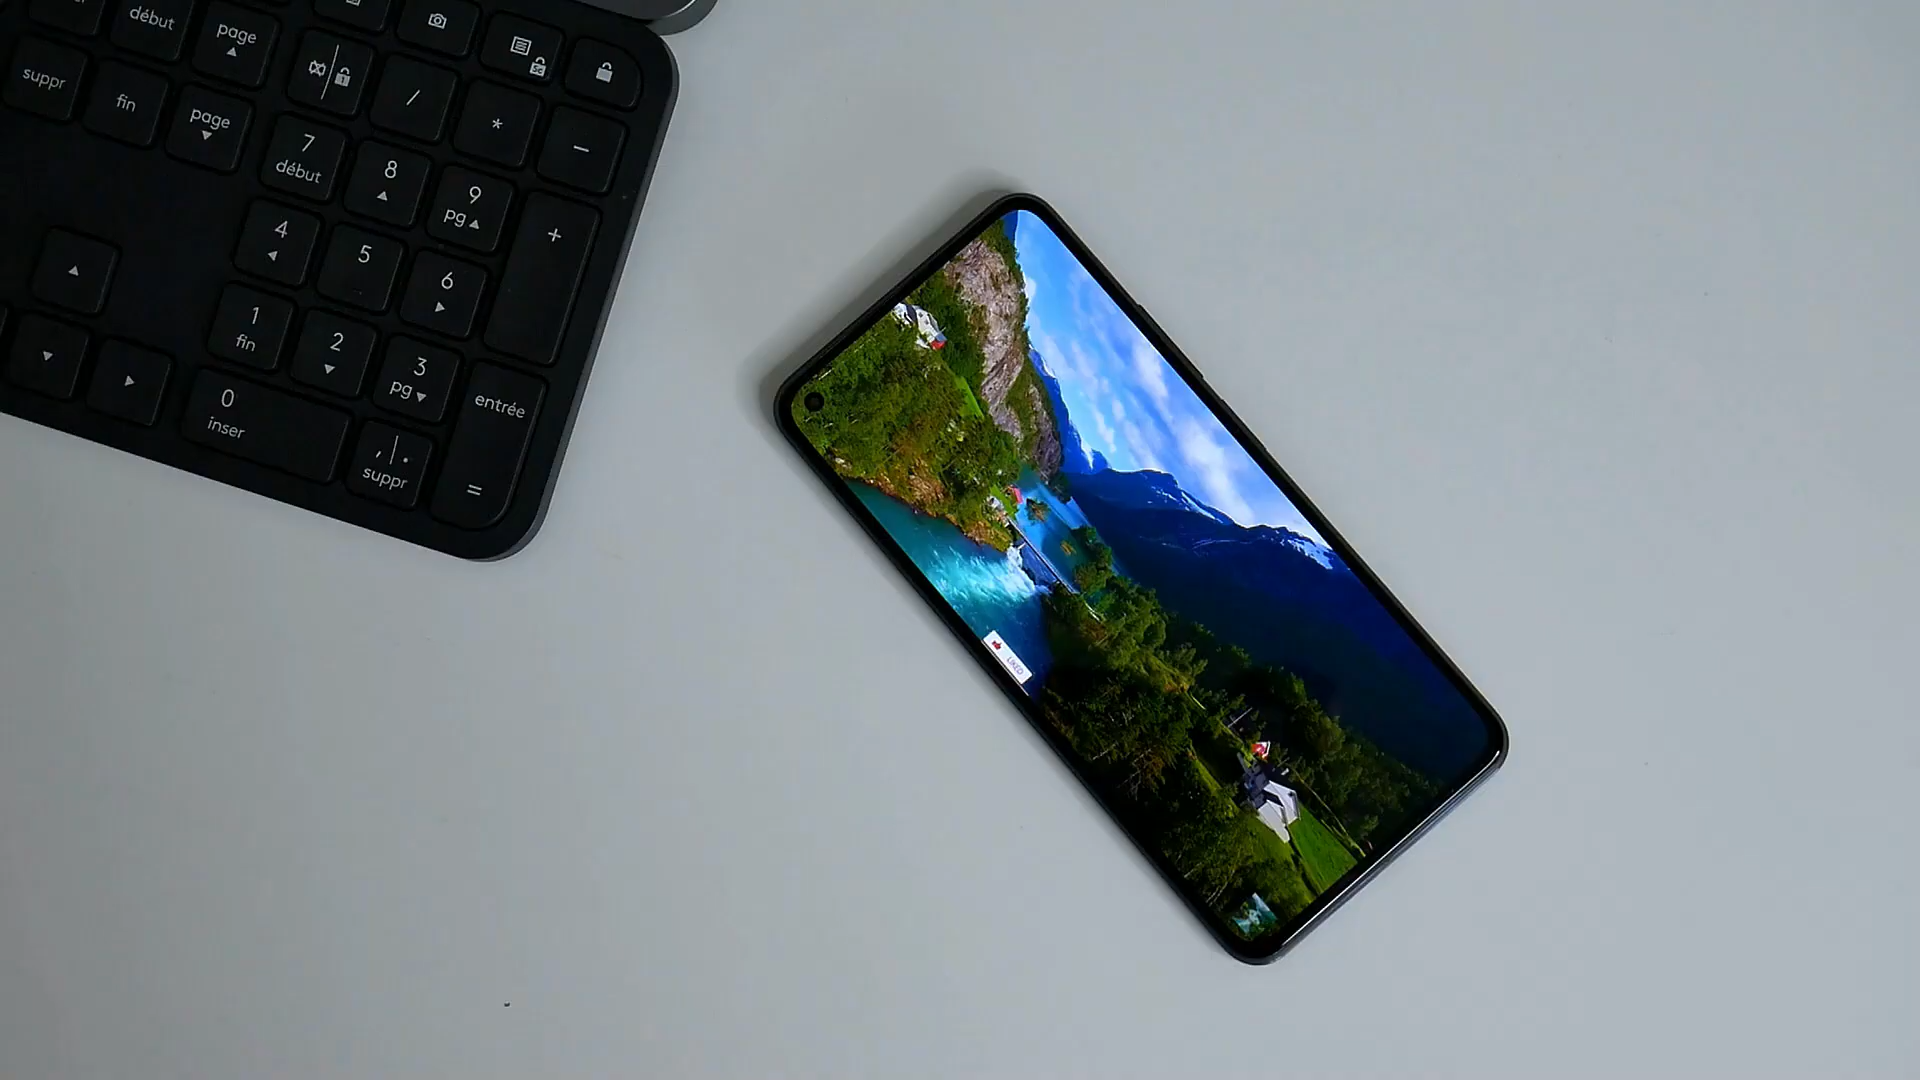 début
page
suppr
fin
page
/
*
−
7
début
8
9
pg
+
4
5
6
1
fin
2
3
pg
entrée
0
inser
, | .
suppr
=
LIKED